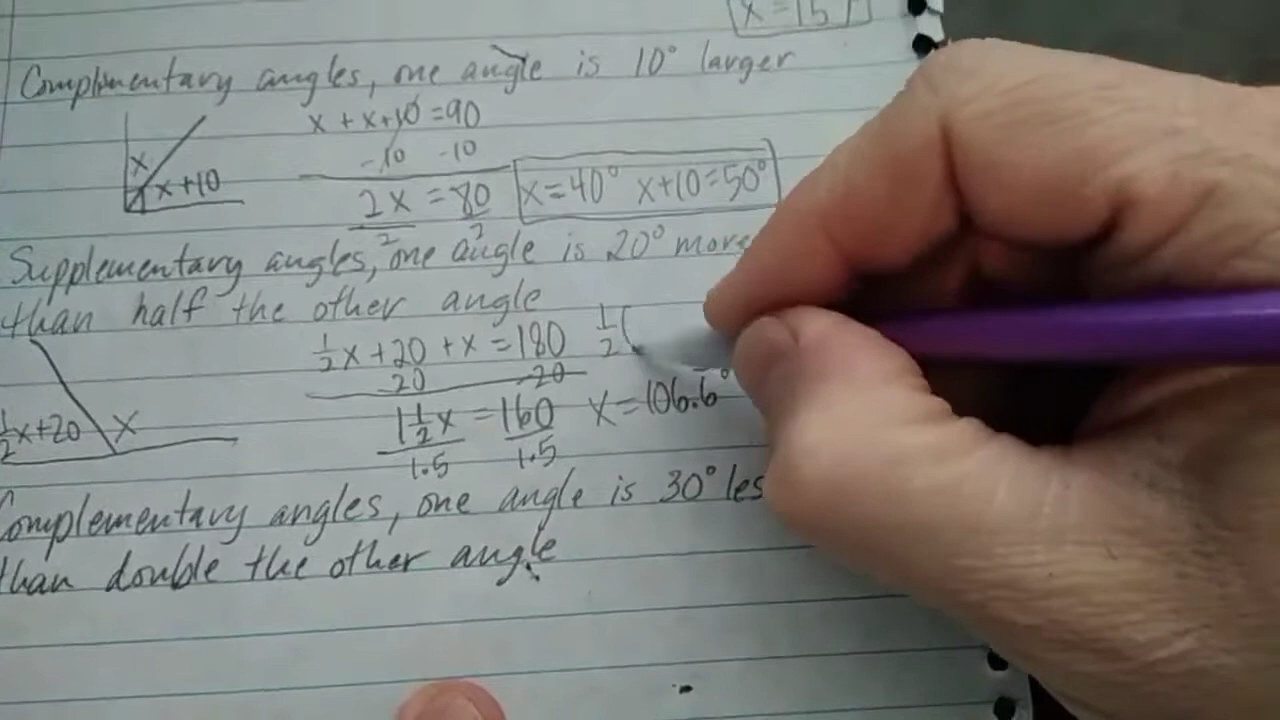 x = 15
Complimentary angles, one angle is 10° larger
x + x + 10 = 90
-10 -10
x
x+10
2x = 80 x=40° x+10=50°
2 2
Supplementary angles, one angle is 20° more
than half the other angle
½x + 20 + x = 180 ½(
20 -20
1½x = 160 x = 106.6°
½x+20 x
1.5 1.5
Complementary angles, one angle is 30° les
than double the other angle